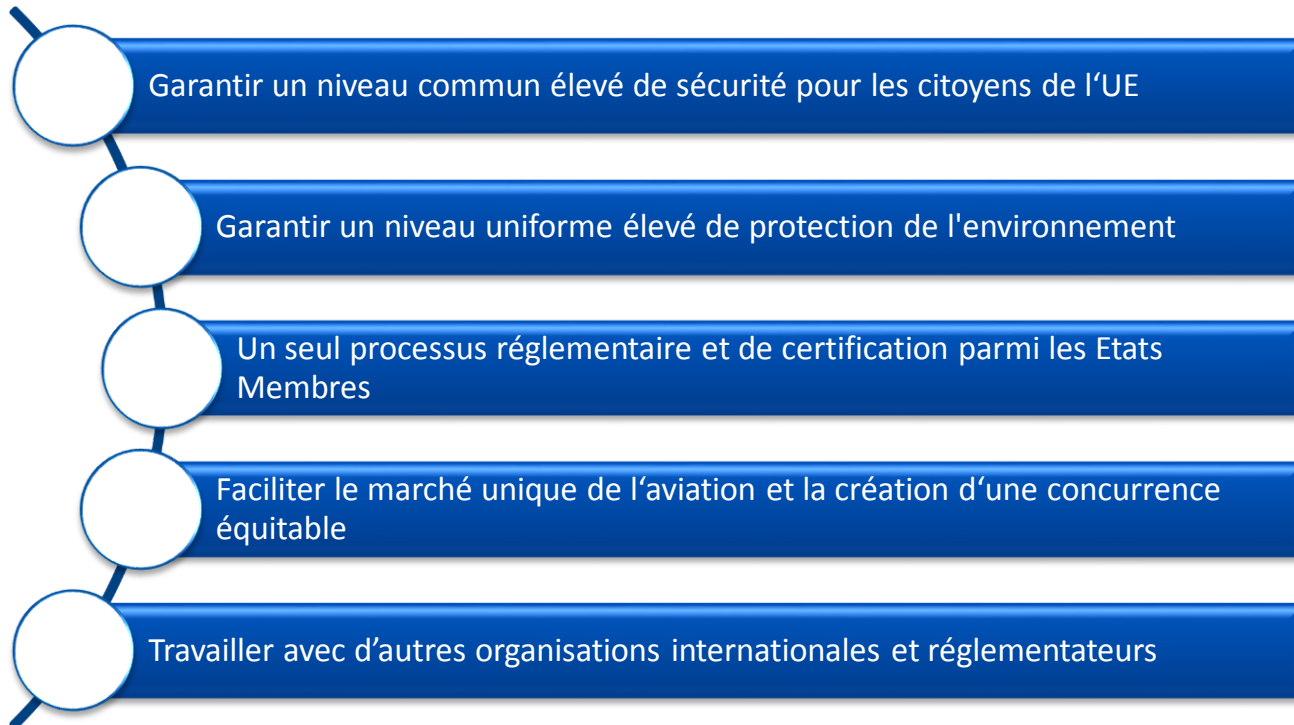 Garantir un niveau commun élevé de sécurité pour les citoyens de l‘UE
Garantir un niveau uniforme élevé de protection de l'environnement
Un seul processus réglementaire et de certification parmi les Etats
Membres
Faciliter le marché unique de l‘aviation et la création d‘une concurrence
équitable
Travailler avec d’autres organisations internationales et réglementateurs